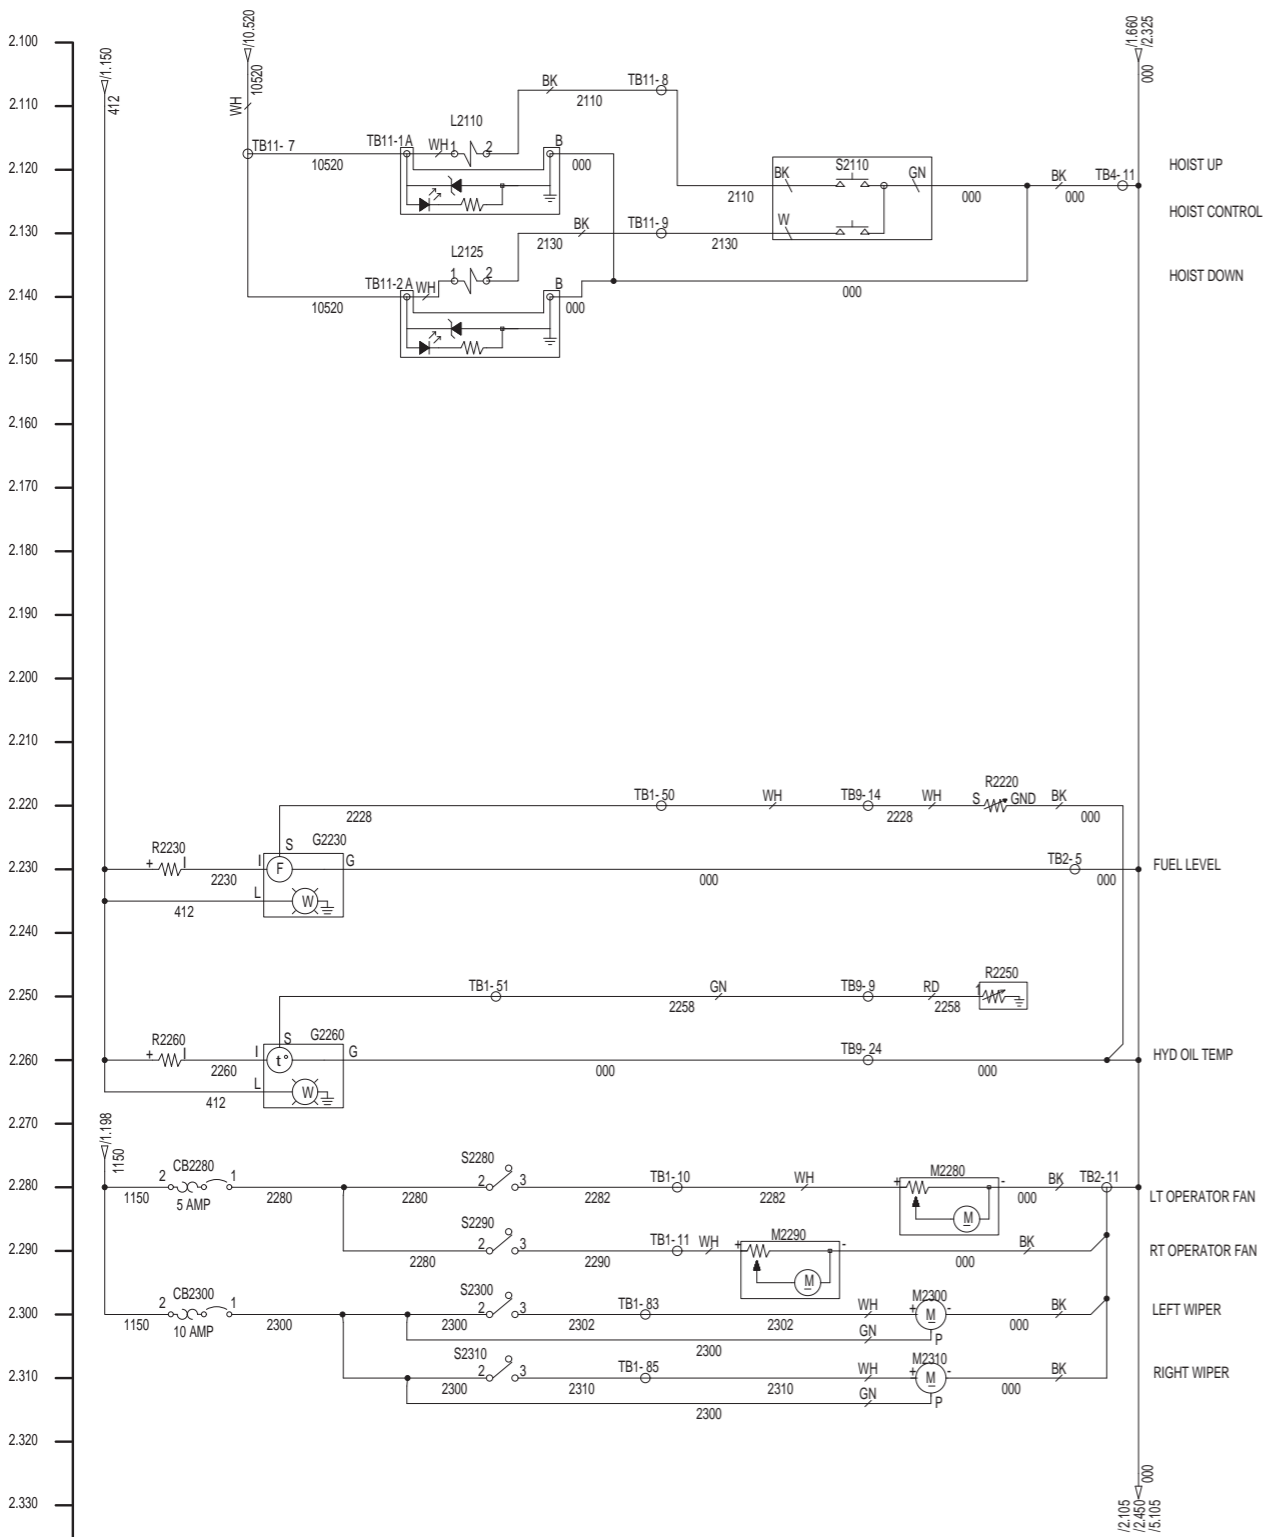 2.100
/1.150
/10.520
/1.660
/2.325
412
10520
000
WH
2.110
BK
TB11-8
2110
L2110
TB11-7
TB11-1A
WH
1
2
B
10520
000
2.120
S2110
BK
GN
2110
000
BK
000
TB4-11
HOIST UP
HOIST CONTROL
W
2.130
BK
TB11-9
2130
2130
L2125
HOIST DOWN
TB11-2A
WH
1
2
B
2.140
10520
000
000
2.150
2.160
2.170
2.180
2.190
2.200
2.210
R2220
2.220
TB1-50
WH
TB9-14
WH
S
GND
BK
2228
2228
000
R2230
S
G2230
2.230
+
I
I
F
G
TB2-5
FUEL LEVEL
2230
000
000
L
W
412
2.240
R2250
2.250
TB1-51
GN
TB9-9
RD
1
2258
2258
R2260
S
G2260
2.260
+
I
I
t°
G
TB9-24
HYD OIL TEMP
2260
000
000
L
W
412
2.270
/1.198
1150
CB2280
2
1
S2280
2
3
TB1-10
WH
M2280
+
-
BK
TB2-11
2.280
1150
5 AMP
2280
2280
2282
2282
M
000
LT OPERATOR FAN
S2290
2
3
TB1-11
WH
M2290
+
-
BK
2.290
2280
2290
M
000
RT OPERATOR FAN
CB2300
2
1
S2300
2
3
TB1-83
WH
M2300
+
M
-
BK
LEFT WIPER
2.300
1150
10 AMP
2300
2300
2302
2302
000
GN
P
2300
S2310
2
3
TB1-85
WH
M2310
+
M
-
BK
RIGHT WIPER
2.310
2300
2310
2310
000
GN
P
2300
2.320
000
2.330
/2.105
/2.450
/5.105